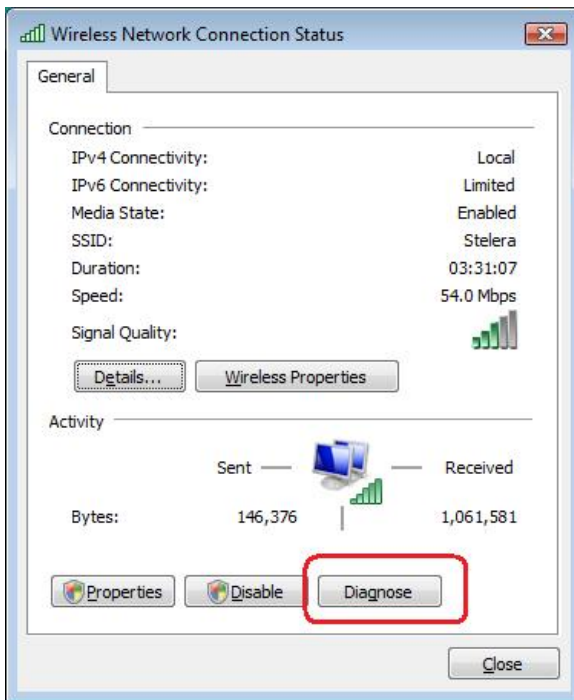 Wireless Network Connection Status
General
Connection
IPv4 Connectivity: Local
IPv6 Connectivity: Limited
Media State: Enabled
SSID: Stelera
Duration: 03:31:07
Speed: 54.0 Mbps
Signal Quality:
Details... Wireless Properties
Activity
Sent — — Received
Bytes: 146,376 1,061,581
Properties Disable Diagnose
Close